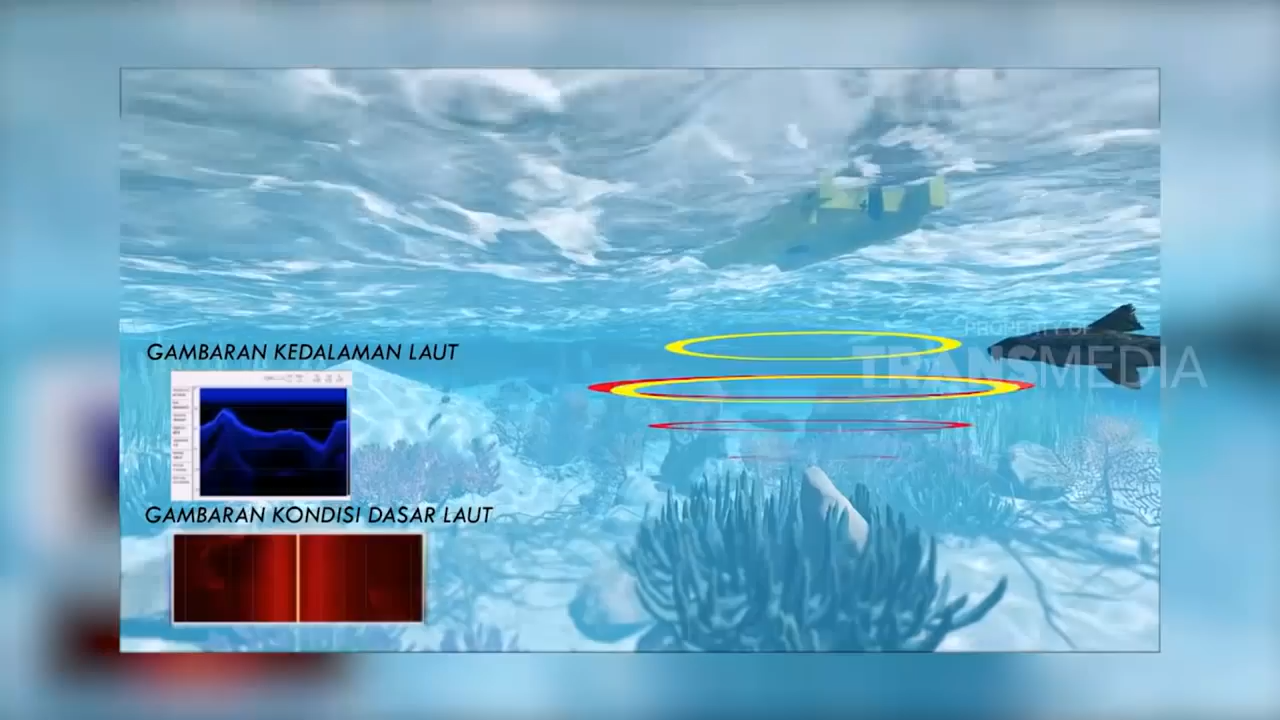 PROPERTY OF
TRANSMEDIA
GAMBARAN KEDALAMAN LAUT
GAMBARAN KONDISI DASAR LAUT